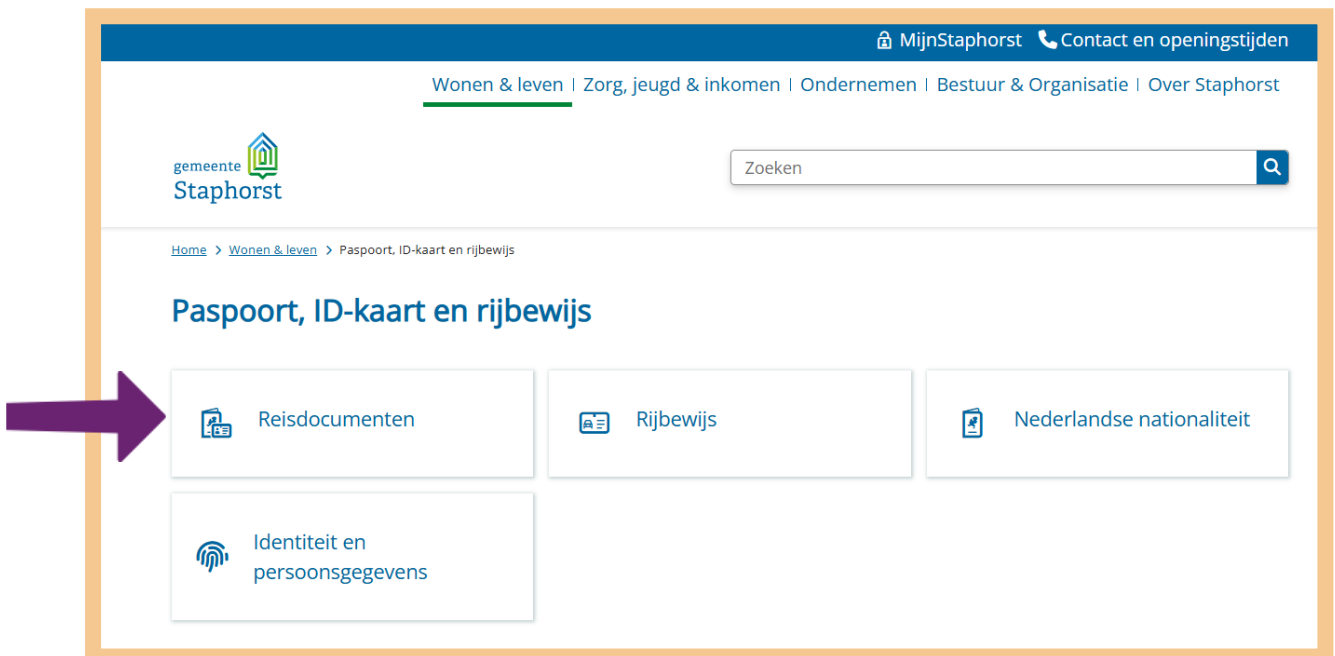 MijnStaphorst Contact en openingstijden
Wonen & leven | Zorg, jeugd & inkomen | Ondernemen | Bestuur & Organisatie | Over Staphorst
gemeente
Staphorst
Zoeken
Home > Wonen & leven > Paspoort, ID-kaart en rijbewijs
Paspoort, ID-kaart en rijbewijs
Reisdocumenten
Rijbewijs
Nederlandse nationaliteit
Identiteit en
persoonsgegevens